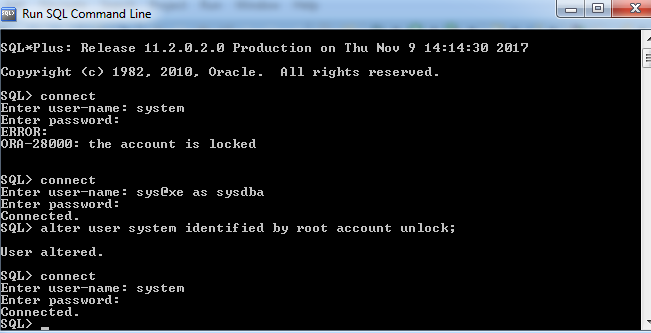 Run SQL Command Line
SQL*Plus: Release 11.2.0.2.0 Production on Thu Nov 9 14:14:30 2017
Copyright (c) 1982, 2010, Oracle.  All rights reserved.
SQL> connect
Enter user-name: system
Enter password:
ERROR:
ORA-28000: the account is locked
SQL> connect
Enter user-name: sys@xe as sysdba
Enter password:
Connected.
SQL> alter user system identified by root account unlock;
User altered.
SQL> connect
Enter user-name: system
Enter password:
Connected.
SQL> _